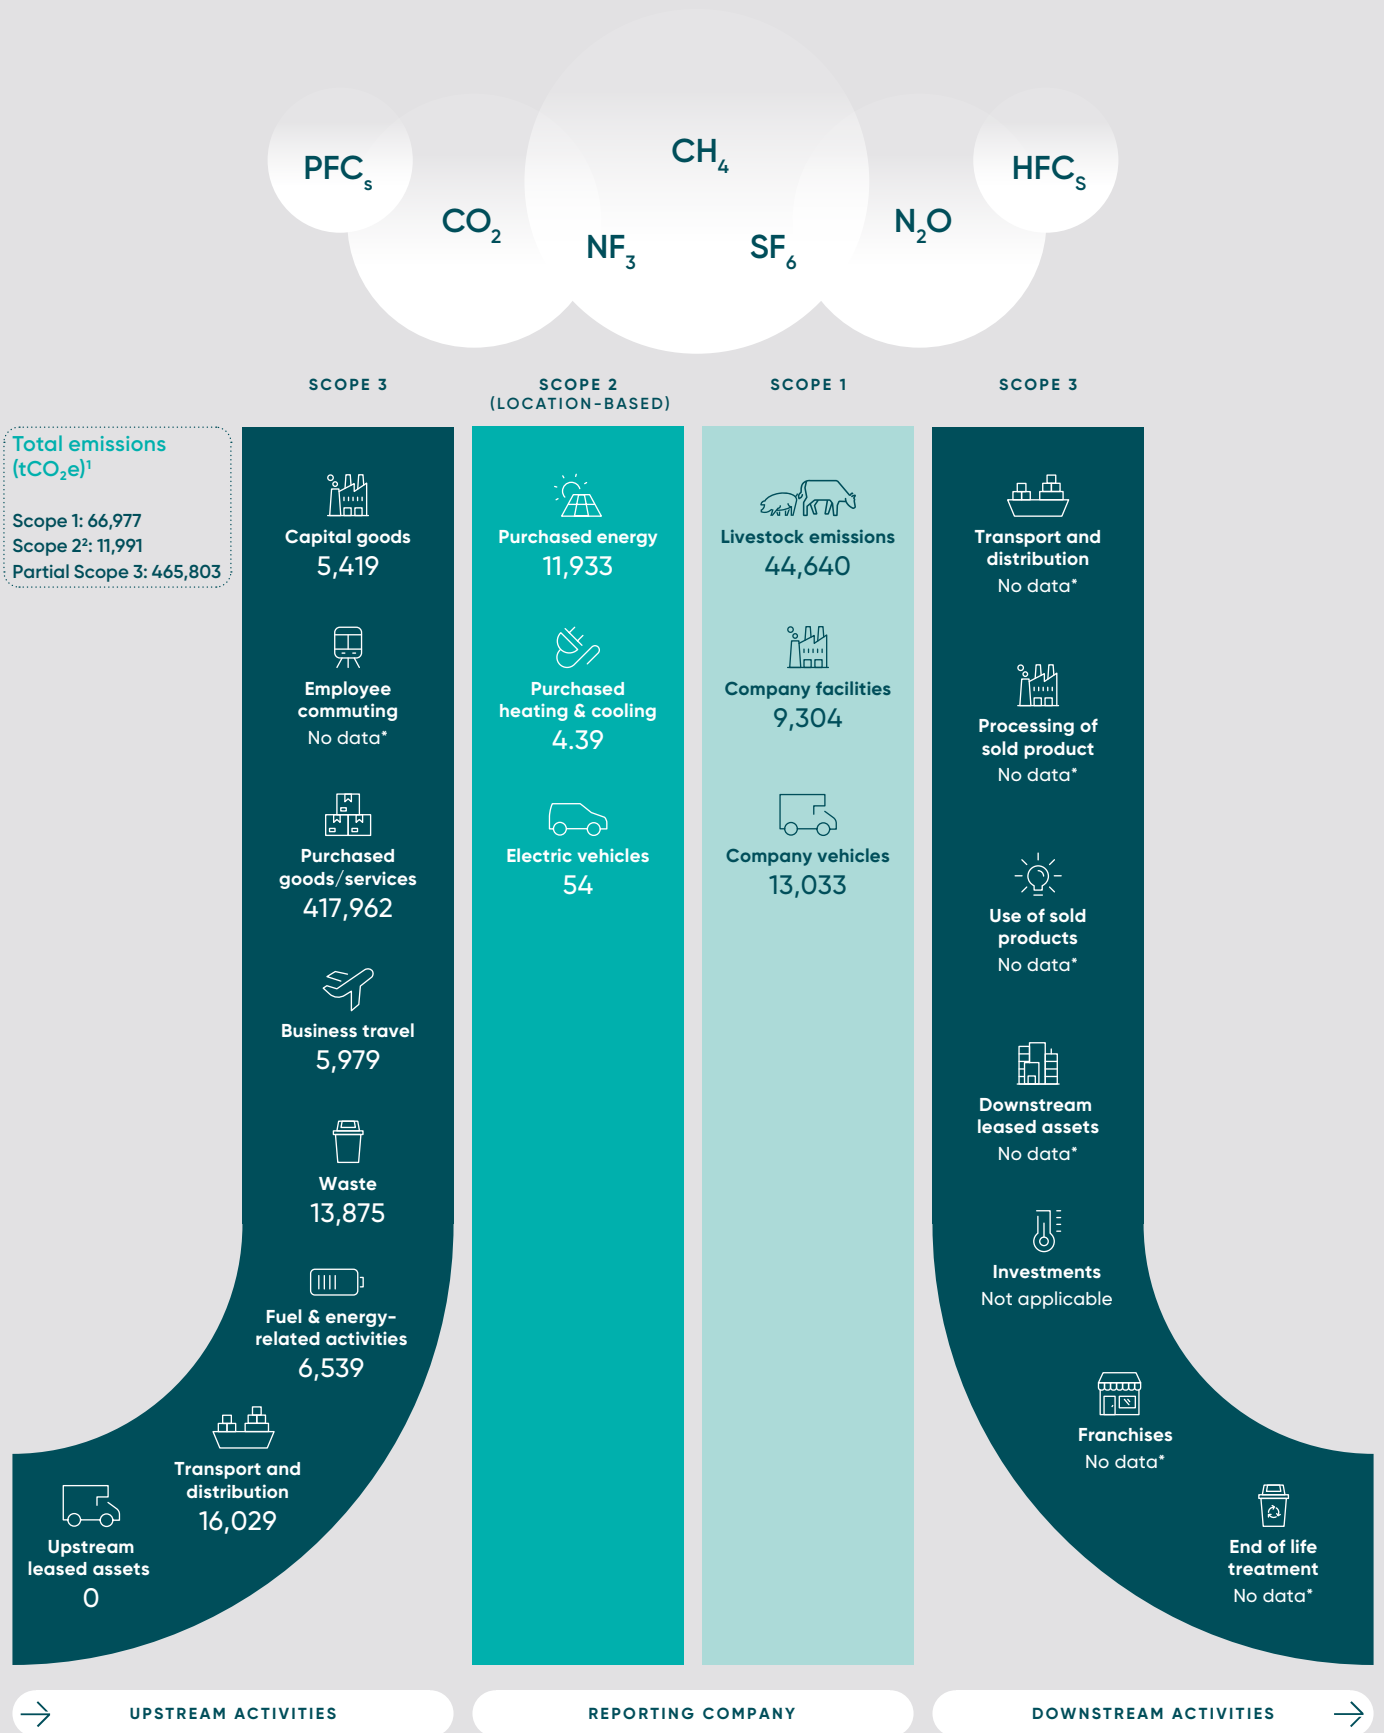 PFCs
CO2
CH4
NF3
SF6
N2O
HFCS
SCOPE 3
SCOPE 2
(LOCATION-BASED)
SCOPE 1
SCOPE 3
Total emissions
(tCO₂e)¹
Scope 1: 66,977
Scope 2²: 11,991
Partial Scope 3: 465,803
Capital goods
5,419
Employee
commuting
No data*
Purchased
goods/services
417,962
Business travel
5,979
Waste
13,875
Fuel & energy-
related activities
6,539
Transport and
distribution
16,029
Upstream
leased assets
0
Purchased energy
11,933
Purchased
heating & cooling
4.39
Electric vehicles
54
Livestock emissions
44,640
Company facilities
9,304
Company vehicles
13,033
Transport and
distribution
No data*
Processing of
sold product
No data*
Use of sold
products
No data*
Downstream
leased assets
No data*
Investments
Not applicable
Franchises
No data*
End of life
treatment
No data*
UPSTREAM ACTIVITIES
REPORTING COMPANY
DOWNSTREAM ACTIVITIES